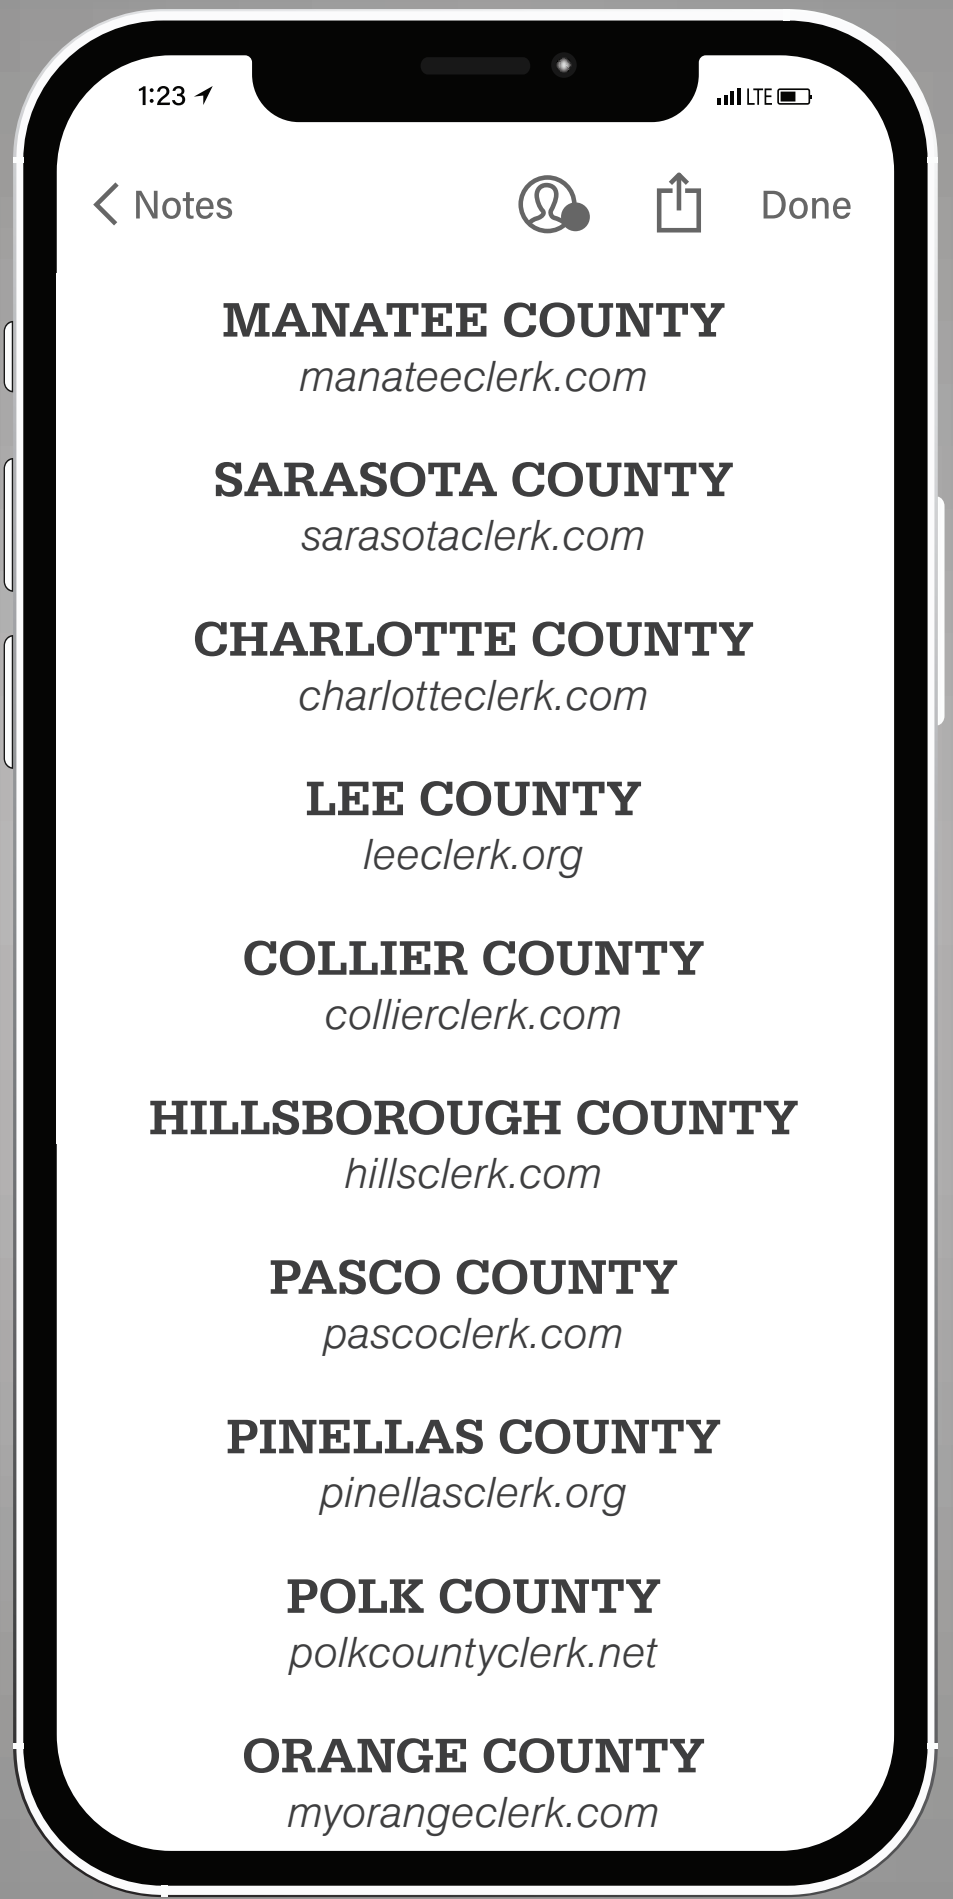 1:23 LTE
Notes Done
MANATEE COUNTY
manateeclerk.com
SARASOTA COUNTY
sarasotaclerk.com
CHARLOTTE COUNTY
charlotteclerk.com
LEE COUNTY
leeclerk.org
COLLIER COUNTY
collierclerk.com
HILLSBOROUGH COUNTY
hillsclerk.com
PASCO COUNTY
pascoclerk.com
PINELLAS COUNTY
pinellasclerk.org
POLK COUNTY
polkcountyclerk.net
ORANGE COUNTY
myorangeclerk.com